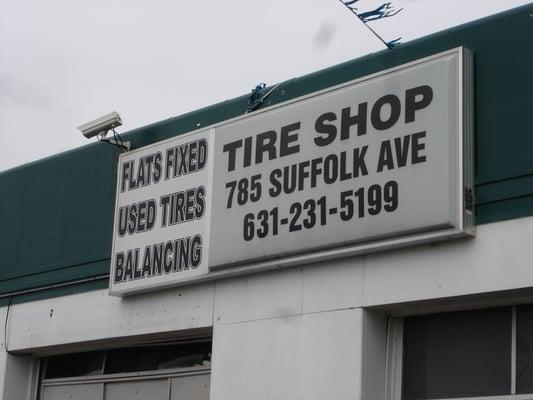 FLATS FIXED
USED TIRES
BALANCING
TIRE SHOP
785 SUFFOLK AVE
631-231-5199